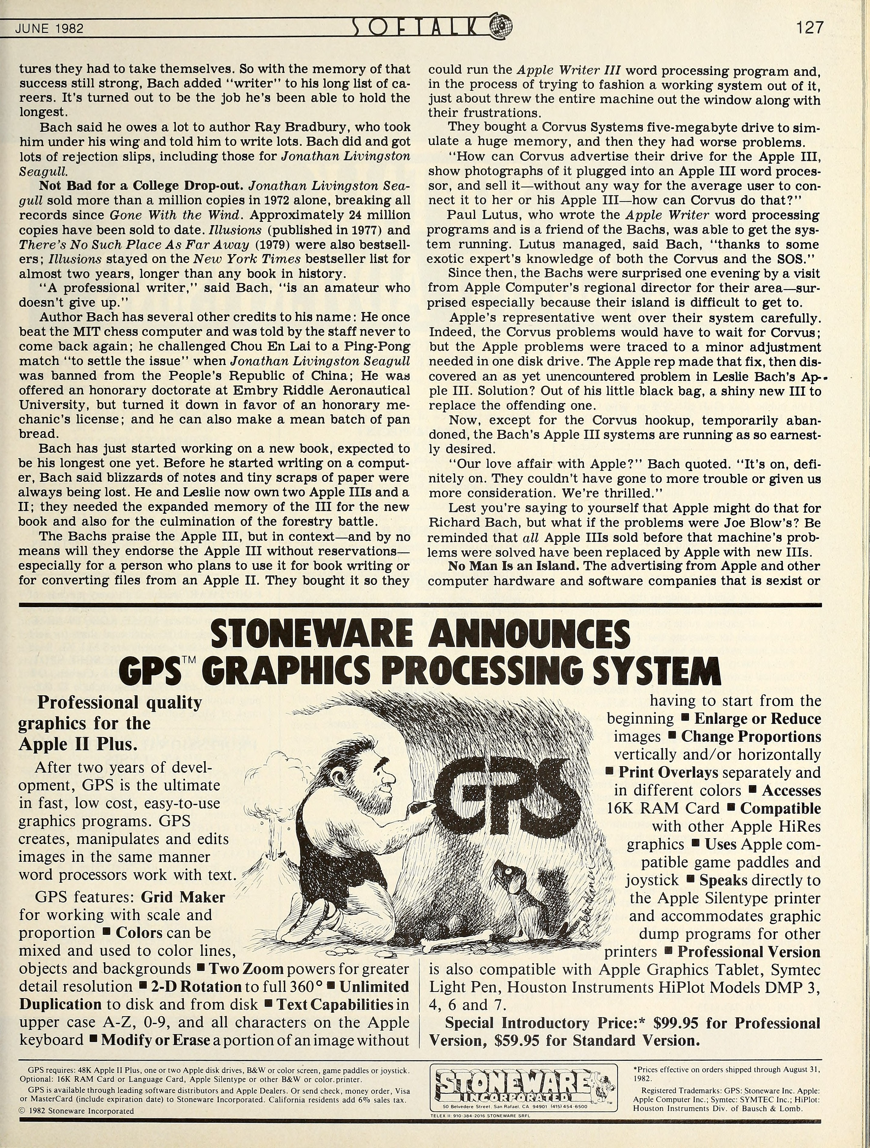 JUNE 1982
SOFTALK
127
tures they had to take themselves. So with the memory of that
success still strong, Bach added "writer" to his long list of ca-
reers. It's turned out to be the job he's been able to hold the
longest.
Bach said he owes a lot to author Ray Bradbury, who took
him under his wing and told him to write lots. Bach did and got
lots of rejection slips, including those for Jonathan Livingston
Seagull.
Not Bad for a College Drop-out. Jonathan Livingston Sea-
gull sold more than a million copies in 1972 alone, breaking all
records since Gone With the Wind. Approximately 24 million
copies have been sold to date. Illusions (published in 1977) and
There's No Such Place As Far Away (1979) were also bestsell-
ers; Illusions stayed on the New York Times bestseller list for
almost two years, longer than any book in history.
"A professional writer," said Bach, "is an amateur who
doesn't give up."
Author Bach has several other credits to his name: He once
beat the MIT chess computer and was told by the staff never to
come back again; he challenged Chou En Lai to a Ping-Pong
match "to settle the issue" when Jonathan Livingston Seagull
was banned from the People's Republic of China; He was
offered an honorary doctorate at Embry Riddle Aeronautical
University, but turned it down in favor of an honorary me-
chanic's license; and he can also make a mean batch of pan
bread.
Bach has just started working on a new book, expected to
be his longest one yet. Before he started writing on a comput-
er, Bach said blizzards of notes and tiny scraps of paper were
always being lost. He and Leslie now own two Apple IIIs and a
II; they needed the expanded memory of the III for the new
book and also for the culmination of the forestry battle.
The Bachs praise the Apple III, but in context—and by no
means will they endorse the Apple III without reservations—
especially for a person who plans to use it for book writing or
for converting files from an Apple II. They bought it so they
could run the Apple Writer III word processing program and,
in the process of trying to fashion a working system out of it,
just about threw the entire machine out the window along with
their frustrations.
They bought a Corvus Systems five-megabyte drive to sim-
ulate a huge memory, and then they had worse problems.
"How can Corvus advertise their drive for the Apple III,
show photographs of it plugged into an Apple III word proces-
sor, and sell it—without any way for the average user to con-
nect it to her or his Apple III—how can Corvus do that?"
Paul Lutus, who wrote the Apple Writer word processing
programs and is a friend of the Bachs, was able to get the sys-
tem running. Lutus managed, said Bach, "thanks to some
exotic expert's knowledge of both the Corvus and the SOS."
Since then, the Bachs were surprised one evening by a visit
from Apple Computer's regional director for their area—sur-
prised especially because their island is difficult to get to.
Apple's representative went over their system carefully.
Indeed, the Corvus problems would have to wait for Corvus;
but the Apple problems were traced to a minor adjustment
needed in one disk drive. The Apple rep made that fix, then dis-
covered an as yet unencountered problem in Leslie Bach's Ap-
ple III. Solution? Out of his little black bag, a shiny new III to
replace the offending one.
Now, except for the Corvus hookup, temporarily aban-
doned, the Bach's Apple III systems are running as so earnest-
ly desired.
"Our love affair with Apple?" Bach quoted. "It's on, defi-
nitely on. They couldn't have gone to more trouble or given us
more consideration. We're thrilled."
Lest you're saying to yourself that Apple might do that for
Richard Bach, but what if the problems were Joe Blow's? Be
reminded that all Apple IIIs sold before that machine's prob-
lems were solved have been replaced by Apple with new IIIs.
No Man Is an Island. The advertising from Apple and other
computer hardware and software companies that is sexist or
STONEWARE ANNOUNCES
GPS™ GRAPHICS PROCESSING SYSTEM
Professional quality
graphics for the
Apple II Plus.
After two years of devel-
opment, GPS is the ultimate
in fast, low cost, easy-to-use
graphics programs. GPS
creates, manipulates and edits
images in the same manner
word processors work with text.
GPS features: Grid Maker
for working with scale and
proportion ■ Colors can be
mixed and used to color lines,
objects and backgrounds ■ Two Zoom powers for greater
detail resolution ■ 2-D Rotation to full 360° ■ Unlimited
Duplication to disk and from disk ■ Text Capabilities in
upper case A-Z, 0-9, and all characters on the Apple
keyboard ■ Modify or Erase a portion of an image without
GPS
having to start from the
beginning ■ Enlarge or Reduce
images ■ Change Proportions
vertically and/or horizontally
■ Print Overlays separately and
in different colors ■ Accesses
16K RAM Card ■ Compatible
with other Apple HiRes
graphics ■ Uses Apple com-
patible game paddles and
joystick ■ Speaks directly to
the Apple Silentype printer
and accommodates graphic
dump programs for other
printers ■ Professional Version
is also compatible with Apple Graphics Tablet, Symtec
Light Pen, Houston Instruments HiPlot Models DMP 3,
4, 6 and 7.
Special Introductory Price:* $99.95 for Professional
Version, $59.95 for Standard Version.
GPS requires: 48K Apple II Plus, one or two Apple disk drives, B&W or color screen, game paddles or joystick.
Optional: 16K RAM Card or Language Card, Apple Silentype or other B&W or color printer.
GPS is available through leading software distributors and Apple Dealers. Or send check, money order, Visa
or MasterCard (include expiration date) to Stoneware Incorporated. California residents add 6% sales tax.
© 1982 Stoneware Incorporated
STONEWARE
INCORPORATED
50 Belvedere Street, San Rafael, CA 94901 (415) 454-6500
TELEX II: 910-384-2016 STONEWARE SRFL
*Prices effective on orders shipped through August 31,
1982.
Registered Trademarks: GPS: Stoneware Inc. Apple:
Apple Computer Inc.; Symtec: SYMTEC Inc.; HiPlot:
Houston Instruments Div. of Bausch & Lomb.